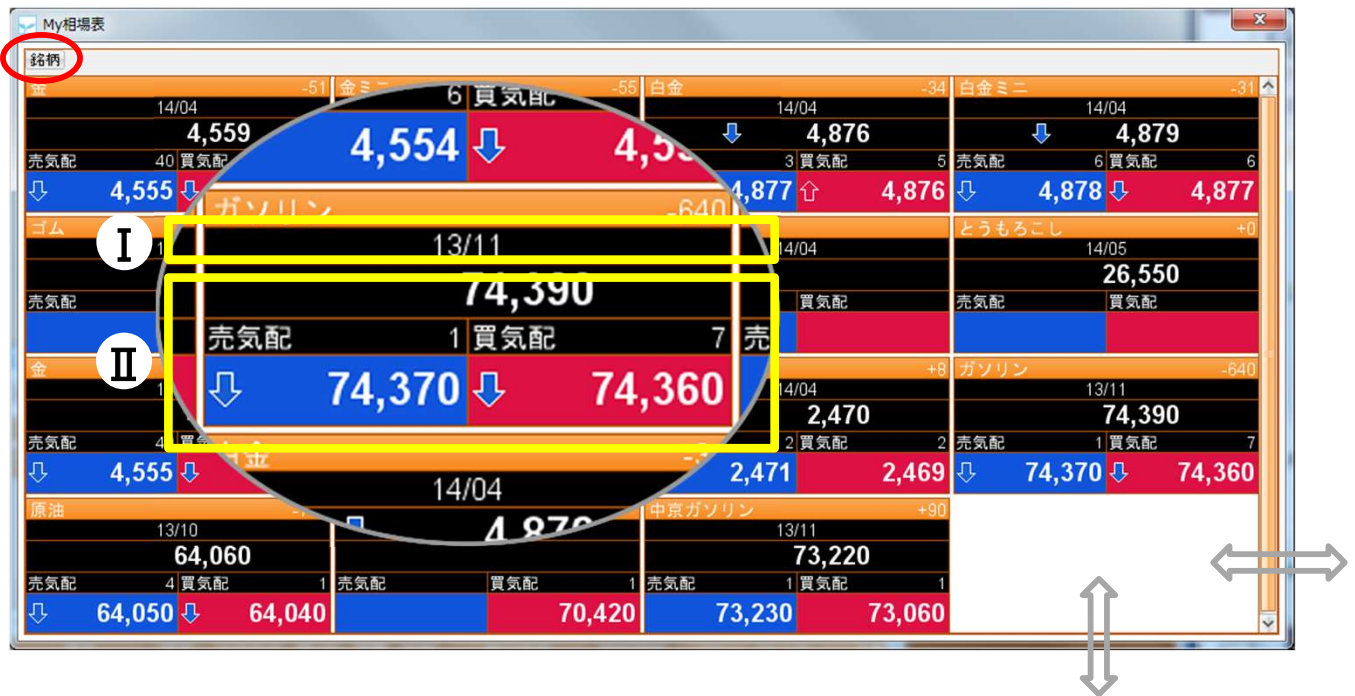 My相場表
銘柄
金 -51 金ミニ -55 白金 -34 白金ミニ -31
14/04 14/04 14/04
4,559 4,876 4,879
売気配 40 買気配 3 買気配 5 売気配 6 買気配 6
4,555 4,877 4,876 4,878 4,877
6 買気配
4,554
ガソリン -640
13/11
74,390
売気配 1 買気配 7 売
74,370 74,360
白金
14/04
Ⅰ
Ⅱ
ゴム とうもろこし +0
14/04 14/05
26,550
売気配 買気配 売気配 買気配
金 +8 ガソリン -640
14/04 13/11
2,470 74,390
売気配 4 2 買気配 2 売気配 1 買気配 7
4,555 2,471 2,469 74,370 74,360
原油 中京ガソリン +90
13/10 13/11
64,060 73,220
売気配 4 買気配 1 売気配 買気配 1 売気配 1 買気配 1
64,050 64,040 70,420 73,230 73,060